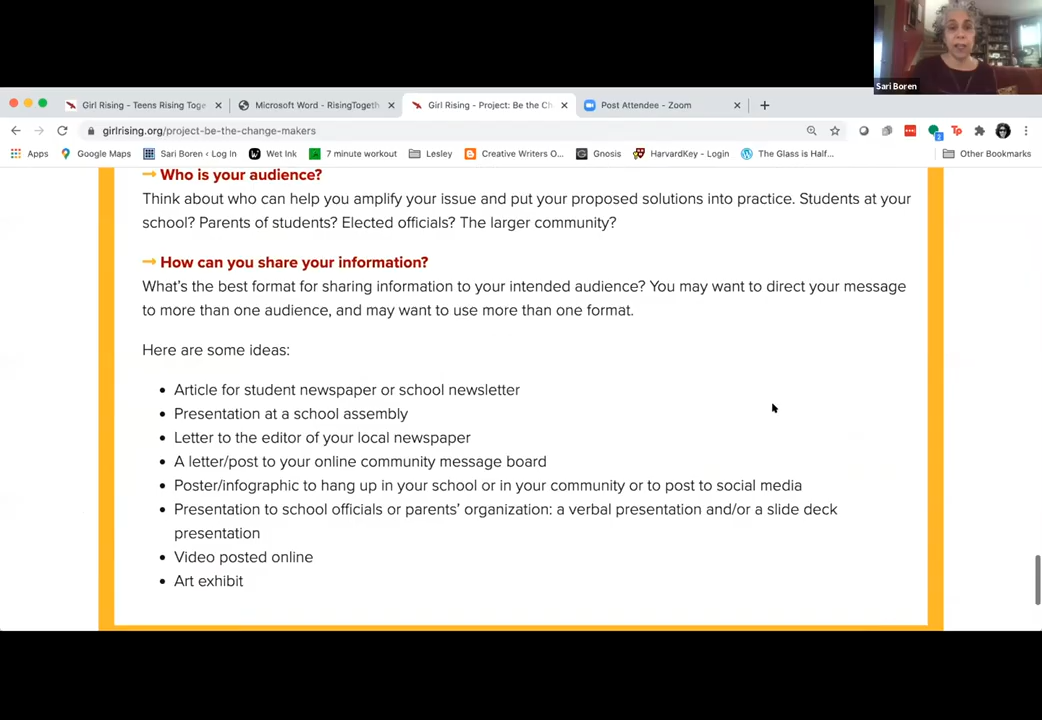 Sari Boren
Girl Rising - Teens Rising Toge
Microsoft Word - RisingTogeth
Girl Rising - Project: Be the Ch
Post Attendee - Zoom
girlrising.org/project-be-the-change-makers
Apps
Google Maps
Sari Boren ‹ Log In
Wet Ink
7 minute workout
Lesley
Creative Writers O...
Gnosis
HarvardKey - Login
The Glass is Half...
Other Bookmarks
→ Who is your audience?
Think about who can help you amplify your issue and put your proposed solutions into practice. Students at your
school? Parents of students? Elected officials? The larger community?
→ How can you share your information?
What's the best format for sharing information to your intended audience? You may want to direct your message
to more than one audience, and may want to use more than one format.
Here are some ideas:
• Article for student newspaper or school newsletter
• Presentation at a school assembly
• Letter to the editor of your local newspaper
• A letter/post to your online community message board
• Poster/infographic to hang up in your school or in your community or to post to social media
• Presentation to school officials or parents' organization: a verbal presentation and/or a slide deck
presentation
• Video posted online
• Art exhibit